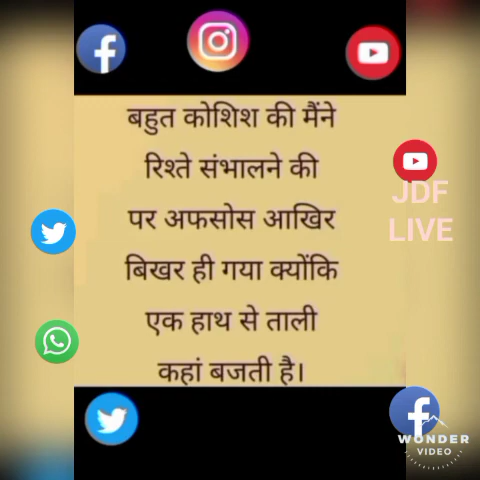 बहुत कोशिश की मैंने
रिश्ते संभालने की
पर अफसोस आखिर
बिखर ही गया क्योंकि
एक हाथ से ताली
कहां बजती है।
JDF
LIVE
WONDER
VIDEO